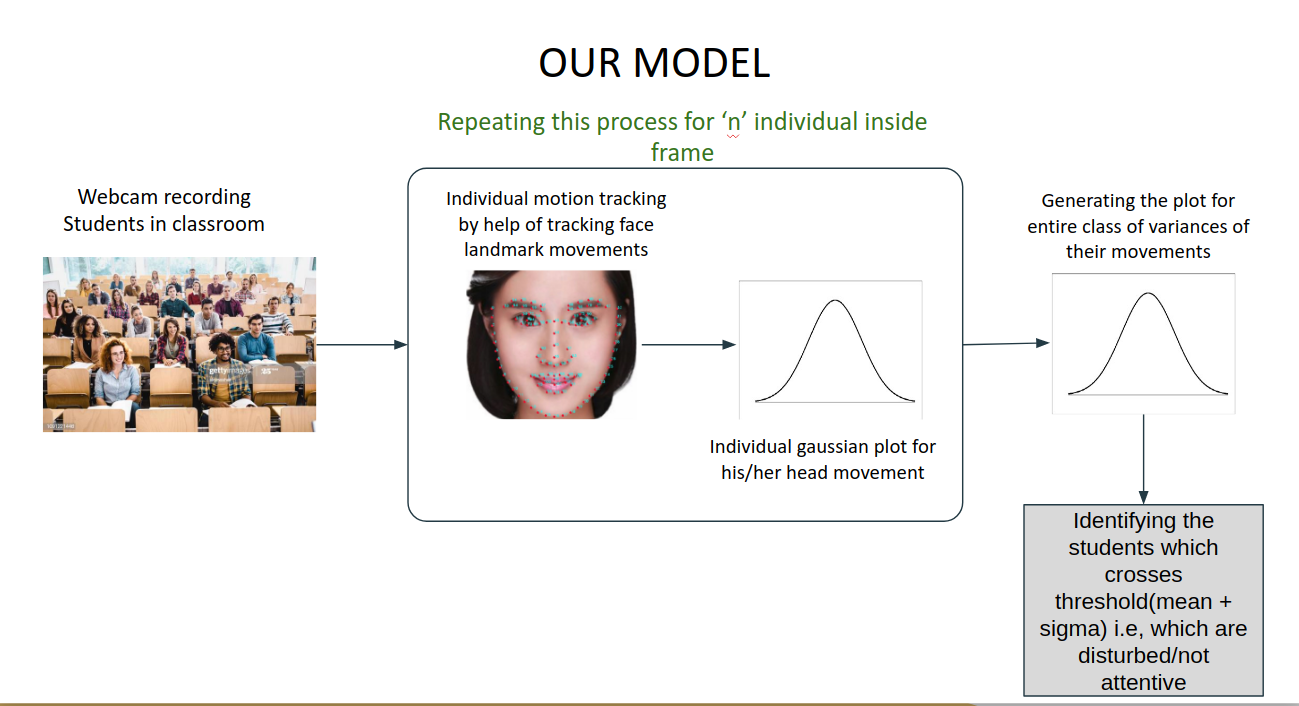 OUR MODEL
Repeating this process for ‘n’ individual inside
frame
Webcam recording
Students in classroom
gettyimages
Individual motion tracking
by help of tracking face
landmark movements
Individual gaussian plot for
his/her head movement
Generating the plot for
entire class of variances of
their movements
Identifying the
students which
crosses
threshold(mean +
sigma) i.e, which are
disturbed/not
attentive